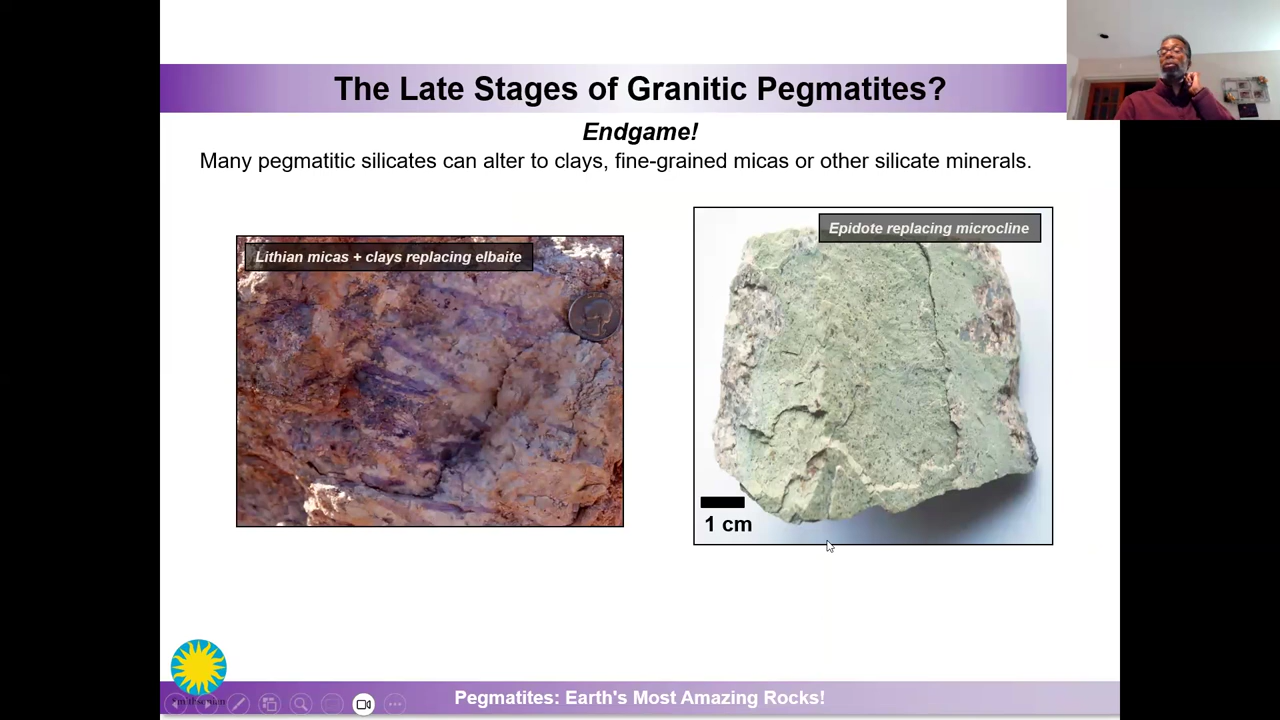 The Late Stages of Granitic Pegmatites?
Endgame!
Many pegmatitic silicates can alter to clays, fine-grained micas or other silicate minerals.
Lithian micas + clays replacing elbaite
Epidote replacing microcline
1 cm
Smithsonian
Pegmatites: Earth's Most Amazing Rocks!